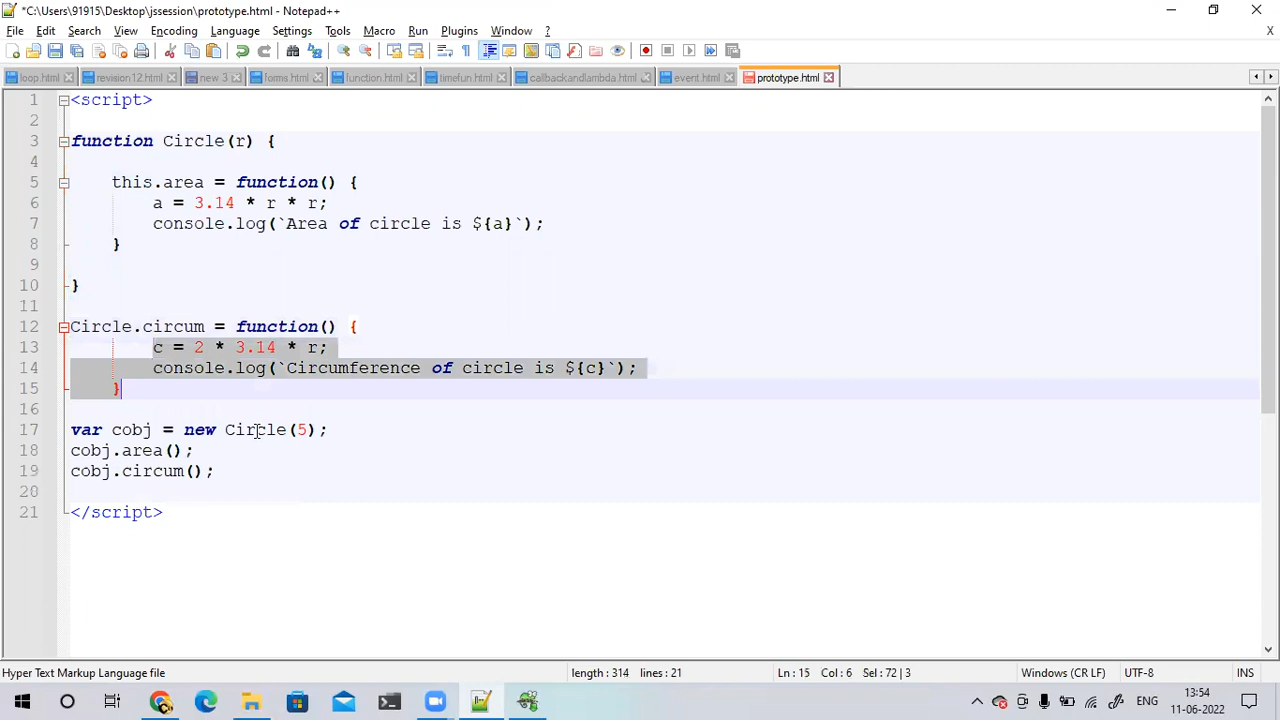 *C:\Users\91915\Desktop\jssession\prototype.html - Notepad++
File Edit Search View Encoding Language Settings Tools Macro Run Plugins Window ?
loop.html revision12.html new 3 forms.html function.html timefun.html callbackandlambda.html event.html prototype.html
1 <script>
2
3 function Circle(r) {
4
5 this.area = function() {
6 a = 3.14 * r * r;
7 console.log(`Area of circle is ${a}`);
8 }
9
10 }
11
12 Circle.circum = function() {
13 c = 2 * 3.14 * r;
14 console.log(`Circumference of circle is ${c}`);
15 }
16
17 var cobj = new Circle(5);
18 cobj.area();
19 cobj.circum();
20
21 </script>
Hyper Text Markup Language file length : 314 lines : 21 Ln : 15 Col : 6 Sel : 72 | 3 Windows (CR LF) UTF-8 INS
13:54
11-06-2022